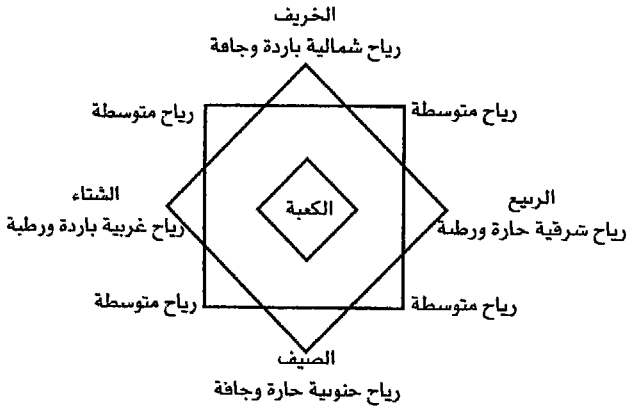 الخريف
رياح شمالية باردة وجافة
رياح متوسطة
رياح متوسطة
الربيع
رياح شرقية حارة ورطبة
الكعبة
الشتاء
رياح غربية باردة ورطبة
رياح متوسطة
رياح متوسطة
الصيف
رياح جنوبية حارة وجافة